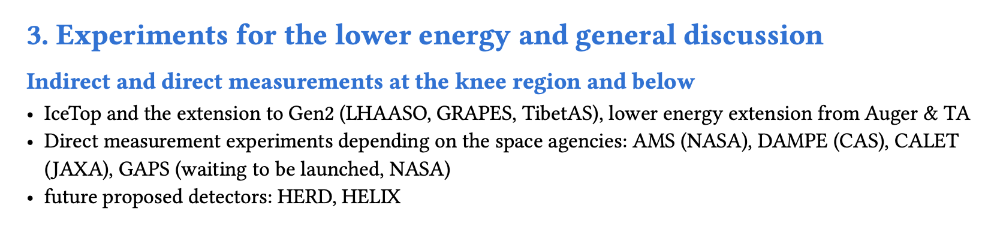 3. Experiments for the lower energy and general discussion
Indirect and direct measurements at the knee region and below
• IceTop and the extension to Gen2 (LHAASO, GRAPES, TibetAS), lower energy extension from Auger & TA
• Direct measurement experiments depending on the space agencies: AMS (NASA), DAMPE (CAS), CALET
(JAXA), GAPS (waiting to be launched, NASA)
• future proposed detectors: HERD, HELIX